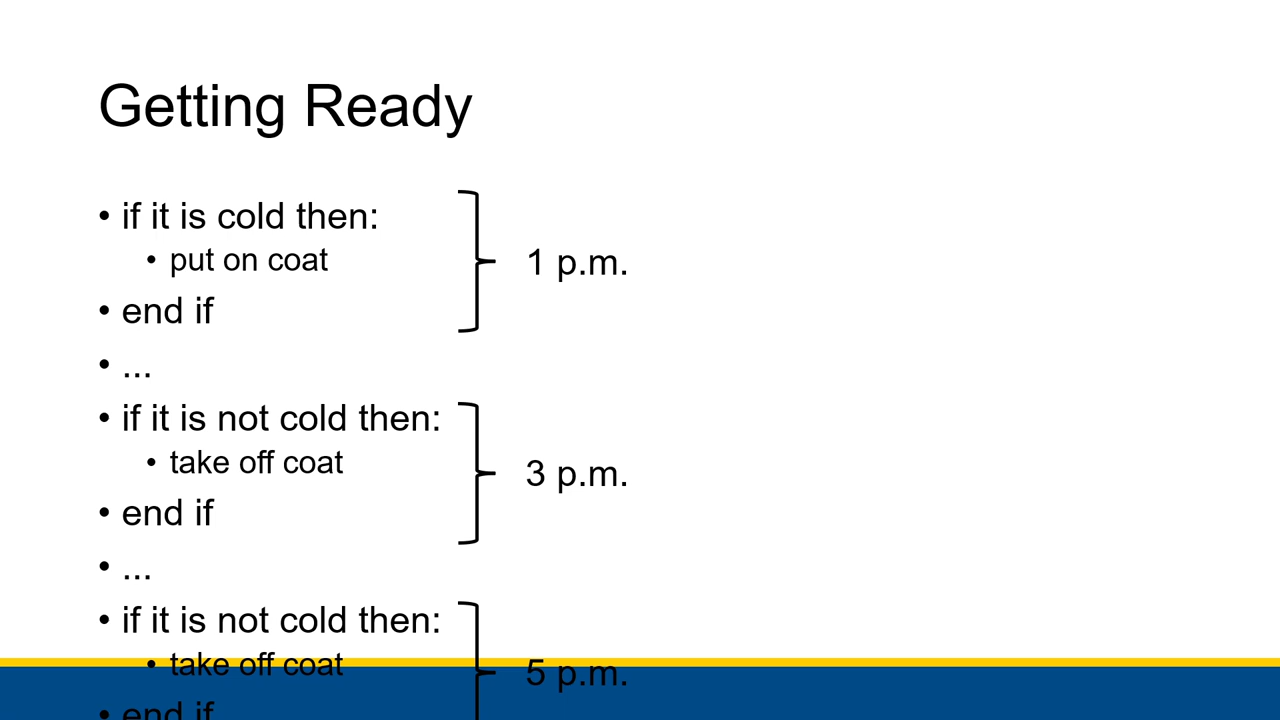 Getting Ready
• if it is cold then:
• put on coat
• end if
1 p.m.
• ...
• if it is not cold then:
• take off coat
• end if
3 p.m.
• ...
• if it is not cold then:
• take off coat
• end if
5 p.m.